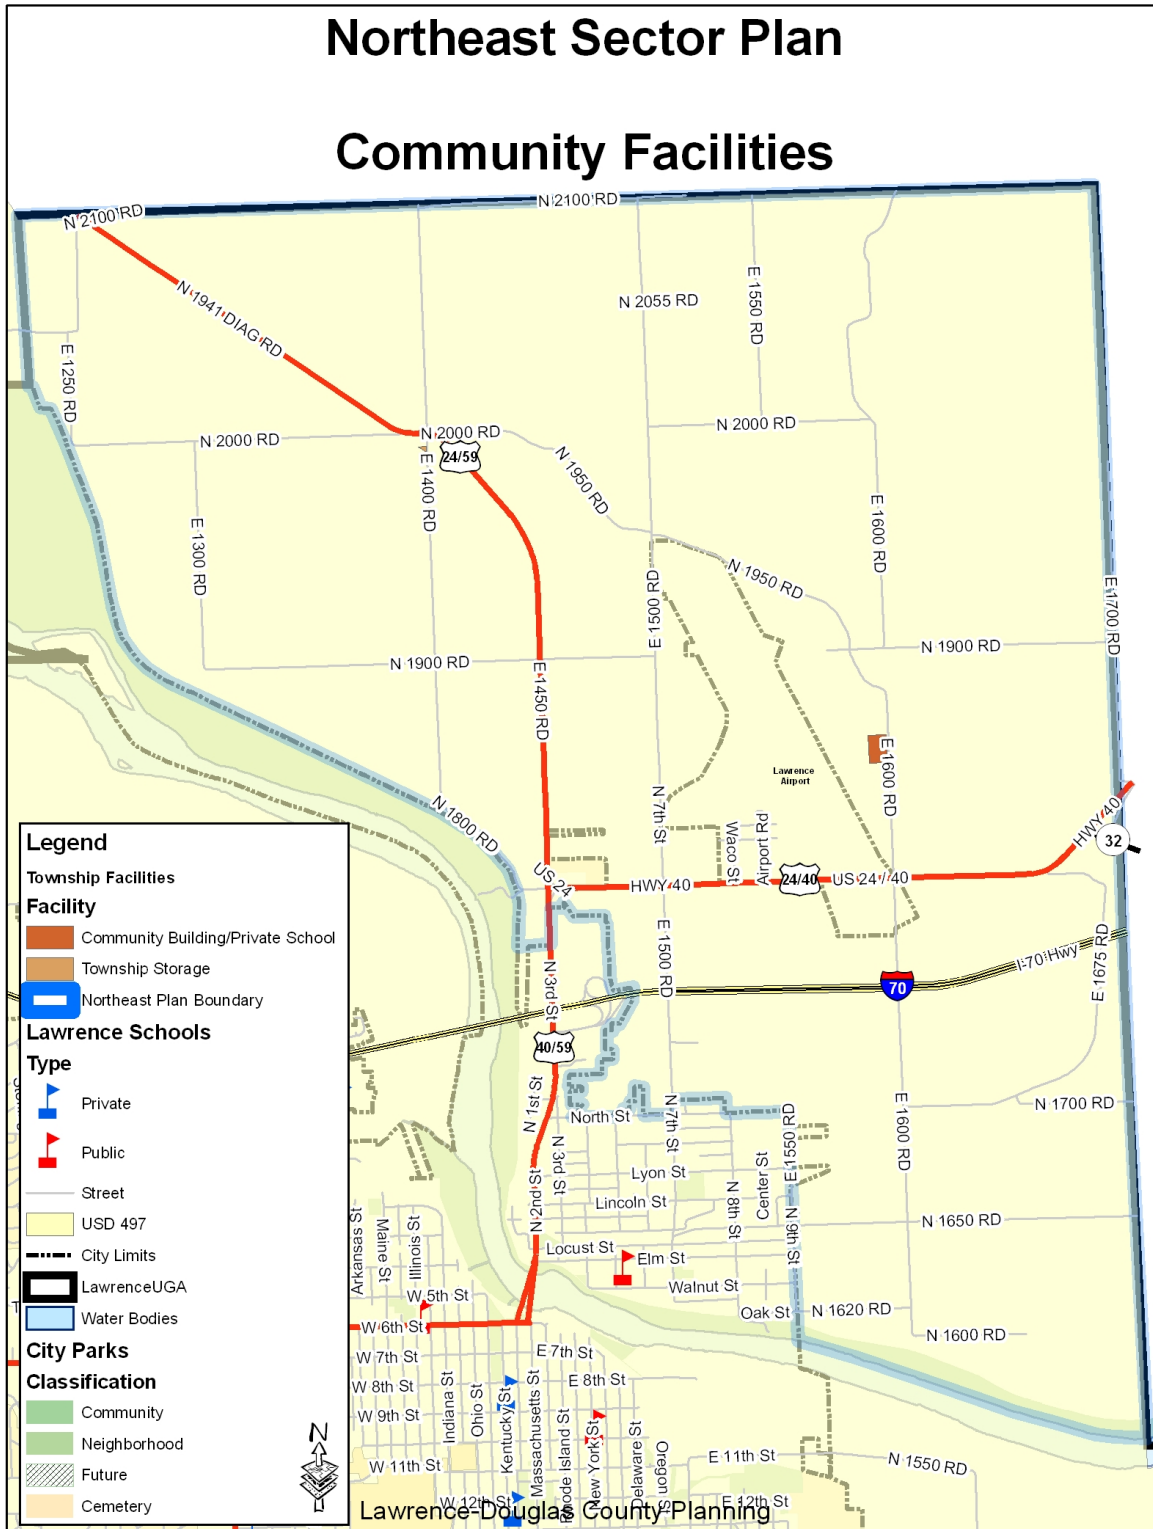 Northeast Sector Plan
Community Facilities
N 2100 RD
N 2100 RD
N 1941 DIAG RD
N 2055 RD
E 1550 RD
E 1250 RD
N 2000 RD
N 2000 RD
N 2000 RD
24/59
E 1400 RD
N 1950 RD
E 1300 RD
E 1600 RD
N 1950 RD
E 1500 RD
E 1700 RD
N 1900 RD
N 1900 RD
E 1450 RD
Lawrence
Airport
E 1600 RD
N 1800 RD
N 7th St
Waco St
Airport Rd
HWY 40
32
US 24
HWY 40
24/40
US 24 / 40
E 1500 RD
E 1675 RD
I-70 Hwy
70
N 3rd St
40/59
N 1st St
North St
N 7th St
E 1550 RD
E 1600 RD
N 1700 RD
N 3rd St
Lyon St
Center St
N 2nd St
Lincoln St
N 8th St
N 9th St
N 1650 RD
Arkansas St
Maine St
Illinois St
Locust St
Elm St
Walnut St
W 5th St
Oak St
N 1620 RD
W 6th St
N 1600 RD
W 7th St
E 7th St
W 8th St
E 8th St
W 9th St
Indiana St
Ohio St
Kentucky St
Massachusetts St
Rhode Island St
New York St
Delaware St
Oregon St
W 11th St
E 11th St
N 1550 RD
W 12th St
E 12th St
Lawrence-Douglas County Planning
Legend
Township Facilities
Facility
Community Building/Private School
Township Storage
Northeast Plan Boundary
Lawrence Schools
Type
Private
Public
Street
USD 497
City Limits
LawrenceUGA
Water Bodies
City Parks
Classification
Community
Neighborhood
Future
Cemetery
N